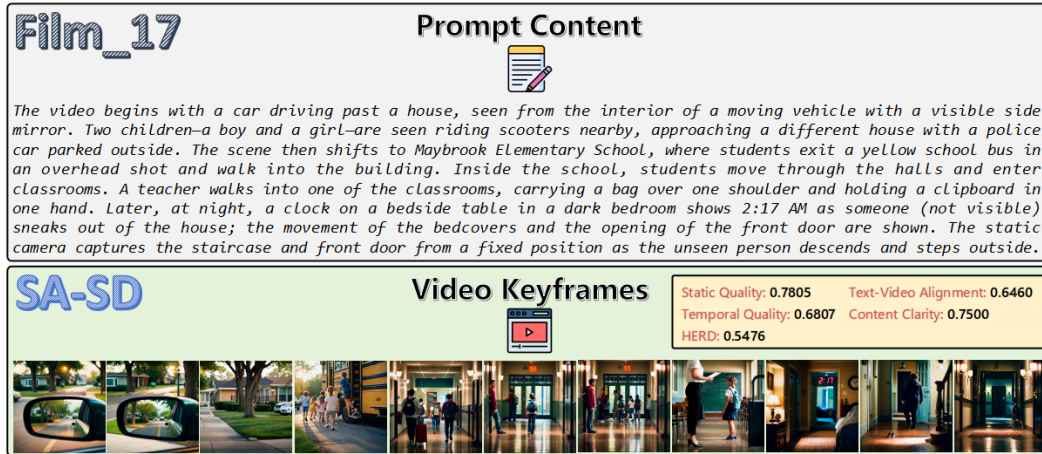 Film_17
Prompt Content
The video begins with a car driving past a house, seen from the interior of a moving vehicle with a visible side
mirror. Two children—a boy and a girl—are seen riding scooters nearby, approaching a different house with a police
car parked outside. The scene then shifts to Maybrook Elementary School, where students exit a yellow school bus in
an overhead shot and walk into the building. Inside the school, students move through the halls and enter
classrooms. A teacher walks into one of the classrooms, carrying a bag over one shoulder and holding a clipboard in
one hand. Later, at night, a clock on a bedside table in a dark bedroom shows 2:17 AM as someone (not visible)
sneaks out of the house; the movement of the bedcovers and the opening of the front door are shown. The static
camera captures the staircase and front door from a fixed position as the unseen person descends and steps outside.
SA-SD
Video Keyframes
Static Quality: 0.7805 Text-Video Alignment: 0.6460
Temporal Quality: 0.6807 Content Clarity: 0.7500
HERD: 0.5476
2:17